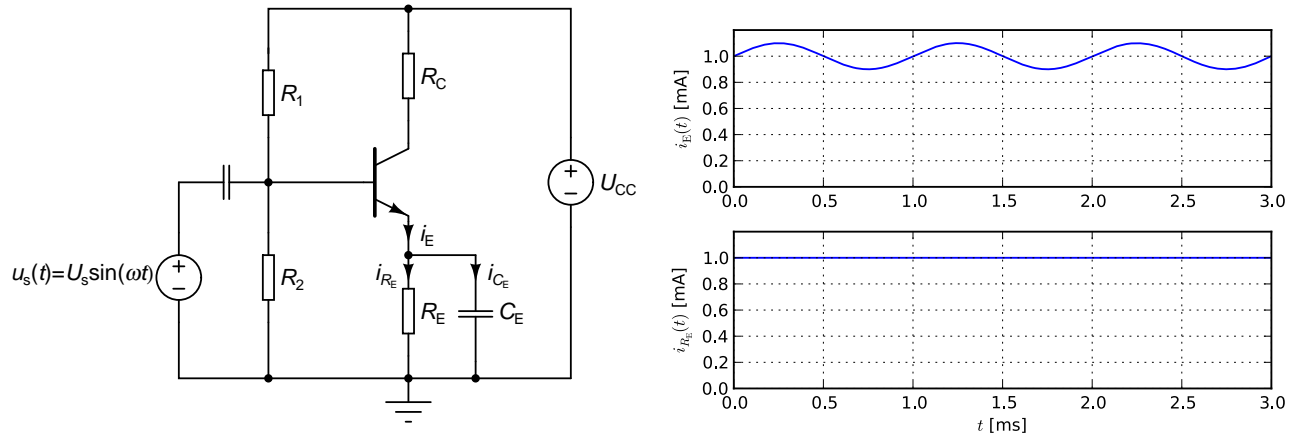 R1
RC
UCC
iE
us(t)=Ussin(ωt)
R2
iRE
iCE
RE
CE
iE(t) [mA]
1.0
0.8
0.6
0.4
0.2
0.0
0.0 0.5 1.0 1.5 2.0 2.5 3.0
iRE(t) [mA]
1.0
0.8
0.6
0.4
0.2
0.0
0.0 0.5 1.0 1.5 2.0 2.5 3.0
t [ms]